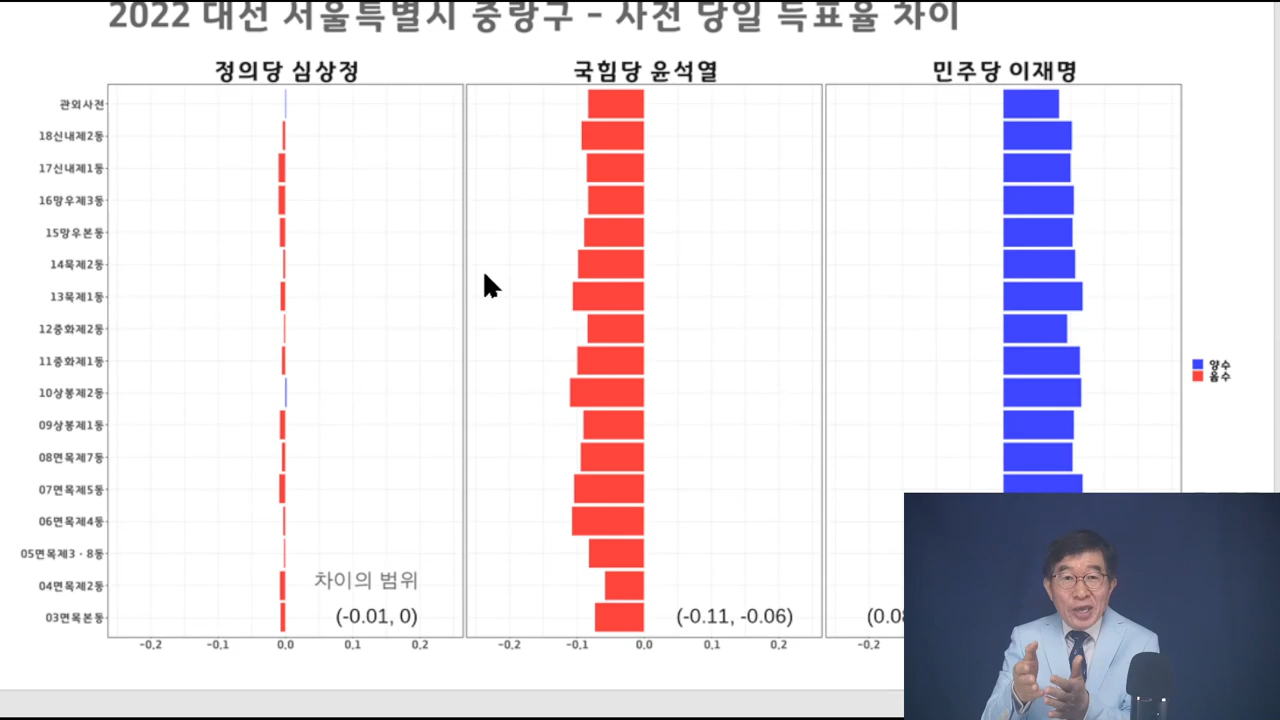 2022 대선 서울특별시 중랑구 - 사전 당일 득표율 차이
정의당 심상정
국힘당 윤석열
민주당 이재명
관외사전
18신내제2동
17신내제1동
16망우제3동
15망우본동
14묵제2동
13묵제1동
12중화제2동
11중화제1동
10상봉제2동
09상봉제1동
08면목제7동
07면목제5동
06면목제4동
05면목제3·8동
04면목제2동
03면목본동
차이의 범위
(-0.01, 0)
(-0.11, -0.06)
(0.08
-0.2 -0.1 0.0 0.1 0.2
-0.2 -0.1 0.0 0.1 0.2
-0.2
양수
음수